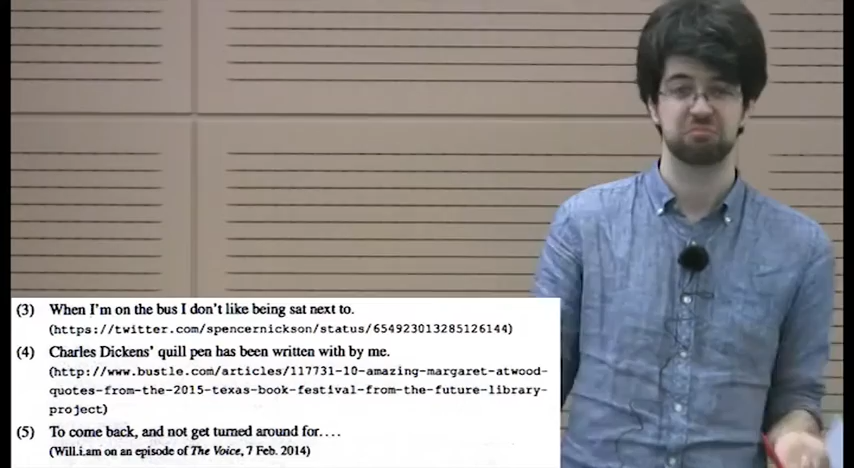 (3) When I'm on the bus I don't like being sat next to.
(https://twitter.com/spencernickson/status/654923013285126144)
(4) Charles Dickens' quill pen has been written with by me.
(http://www.bustle.com/articles/117731-10-amazing-margaret-atwood-
quotes-from-the-2015-texas-book-festival-from-the-future-library-
project)
(5) To come back, and not get turned around for....
(Will.i.am on an episode of The Voice, 7 Feb. 2014)